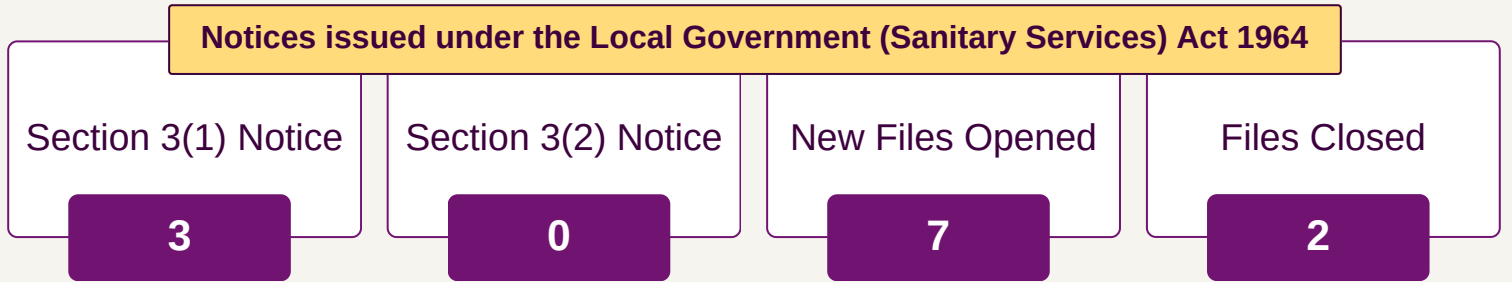 Notices issued under the Local Government (Sanitary Services) Act 1964
Section 3(1) Notice
3
Section 3(2) Notice
0
New Files Opened
7
Files Closed
2